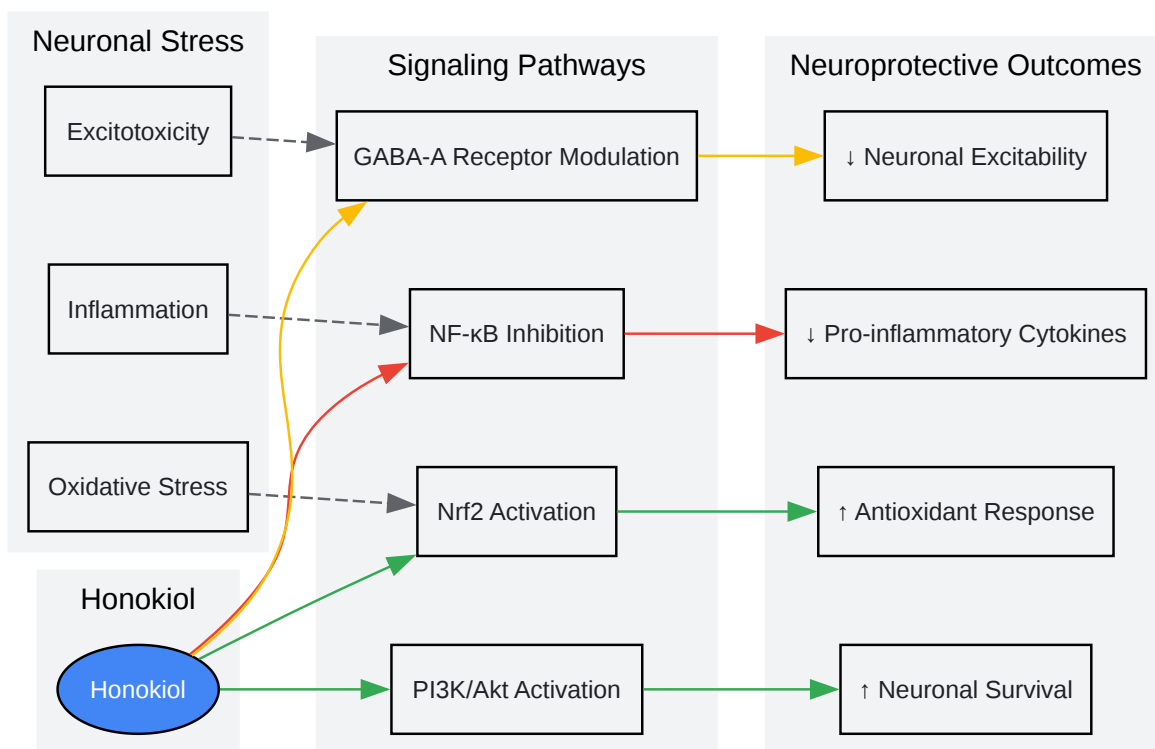 Neuronal Stress
Excitotoxicity
Inflammation
Oxidative Stress
Honokiol
Honokiol
Signaling Pathways
GABA-A Receptor Modulation
NF-κB Inhibition
Nrf2 Activation
PI3K/Akt Activation
Neuroprotective Outcomes
↓ Neuronal Excitability
↓ Pro-inflammatory Cytokines
↑ Antioxidant Response
↑ Neuronal Survival